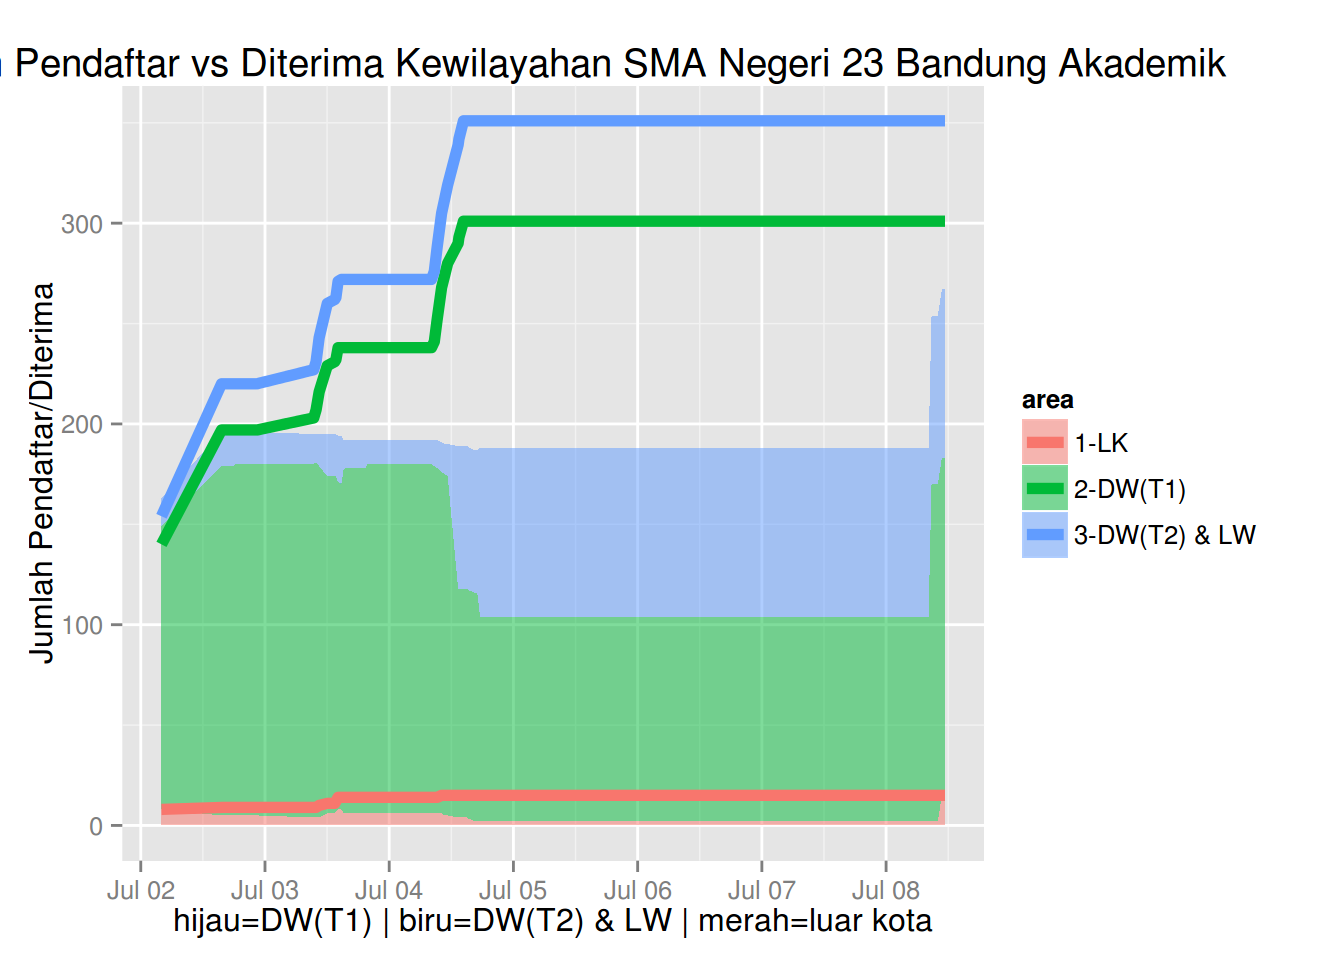 Pendaftar vs Diterima Kewilayahan SMA Negeri 23 Bandung Akademik
Jumlah Pendaftar/Diterima
300
200
100
0
Jul 02 Jul 03 Jul 04 Jul 05 Jul 06 Jul 07 Jul 08
hijau=DW(T1) | biru=DW(T2) & LW | merah=luar kota
area
1-LK
2-DW(T1)
3-DW(T2) & LW